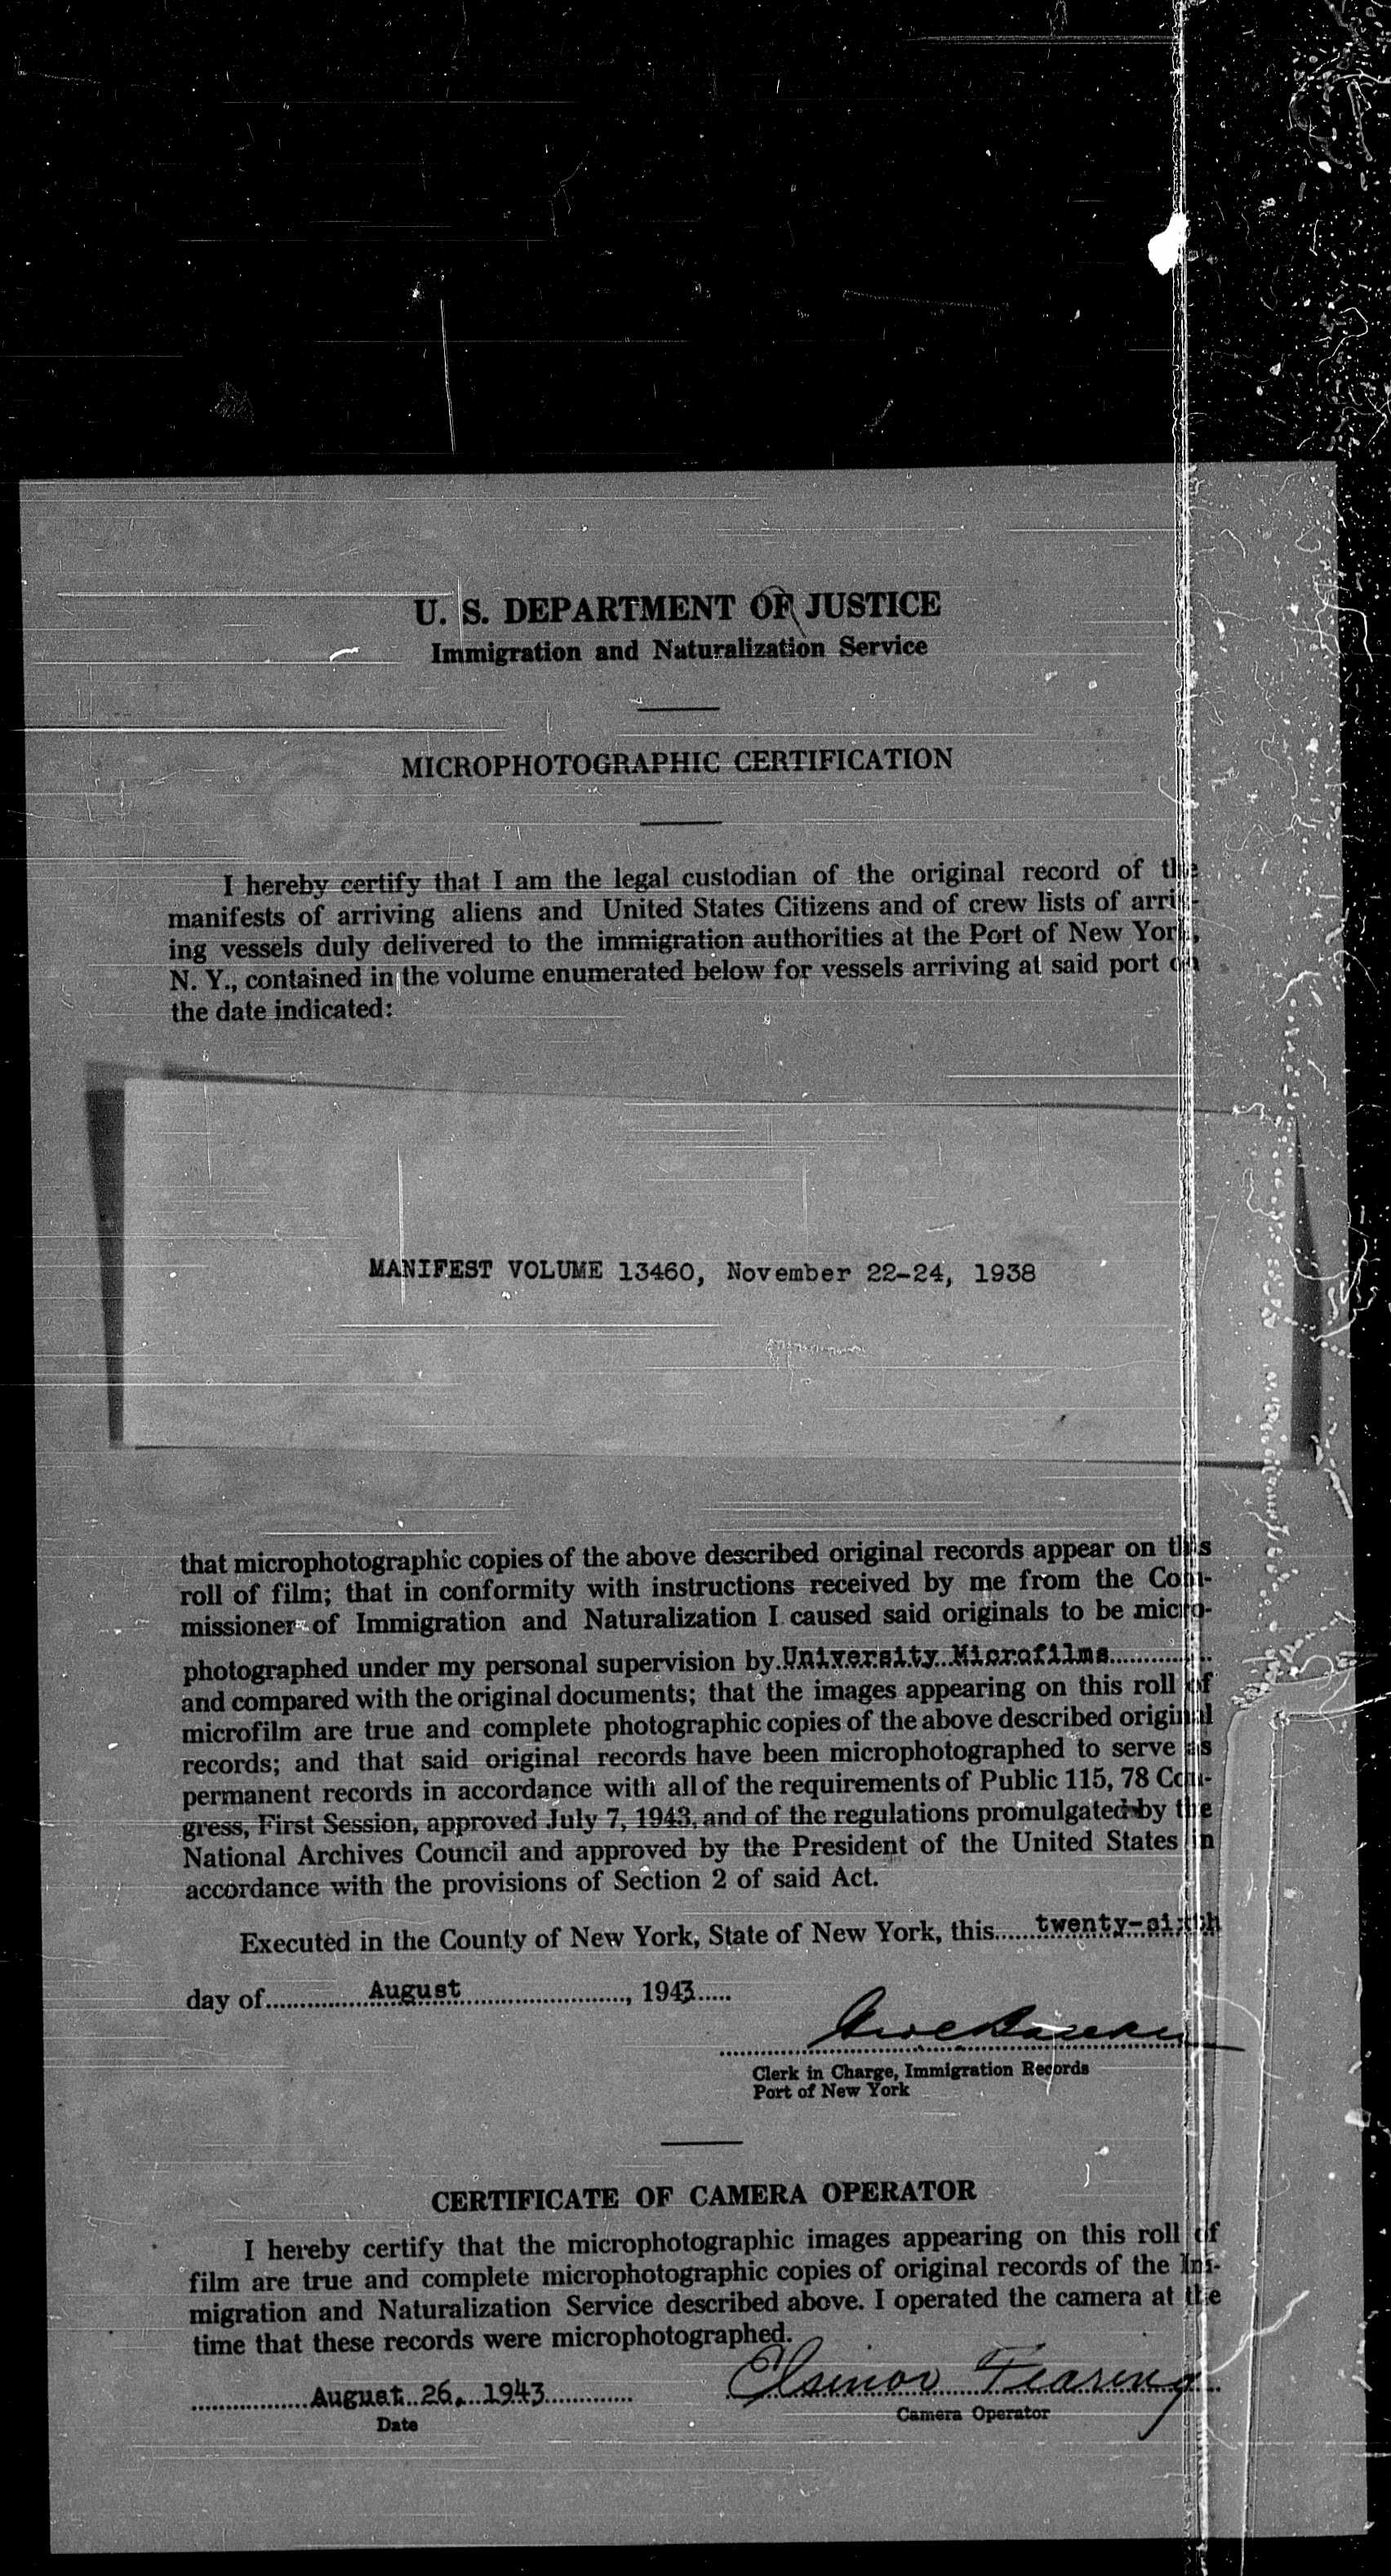 U. S. DEPARTMENT OF JUSTICE
Immigration and Naturalization Service
MICROPHOTOGRAPHIC CERTIFICATION
I hereby certify that I am the legal custodian of the original record of the
manifests of arriving aliens and United States Citizens and of crew lists of arriv-
ing vessels duly delivered to the immigration authorities at the Port of New York,
N. Y., contained in the volume enumerated below for vessels arriving at said port on
the date indicated:
MANIFEST VOLUME 13460, November 22-24, 1938
that microphotographic copies of the above described original records appear on this
roll of film; that in conformity with instructions received by me from the Com-
missioner of Immigration and Naturalization I caused said originals to be micro-
photographed under my personal supervision by University Microfilms
and compared with the original documents; that the images appearing on this roll of
microfilm are true and complete photographic copies of the above described original
records; and that said original records have been microphotographed to serve as
permanent records in accordance with all of the requirements of Public 115, 78 Con-
gress, First Session, approved July 7, 1943, and of the regulations promulgated by the
National Archives Council and approved by the President of the United States in
accordance with the provisions of Section 2 of said Act.
Executed in the County of New York, State of New York, this twenty-sixth
day of August, 1943
Clerk in Charge, Immigration Records
Port of New York
CERTIFICATE OF CAMERA OPERATOR
I hereby certify that the microphotographic images appearing on this roll of
film are true and complete microphotographic copies of original records of the Im-
migration and Naturalization Service described above. I operated the camera at the
time that these records were microphotographed.
August 26, 1943 Elsinor Fearing
Date
Camera Operator